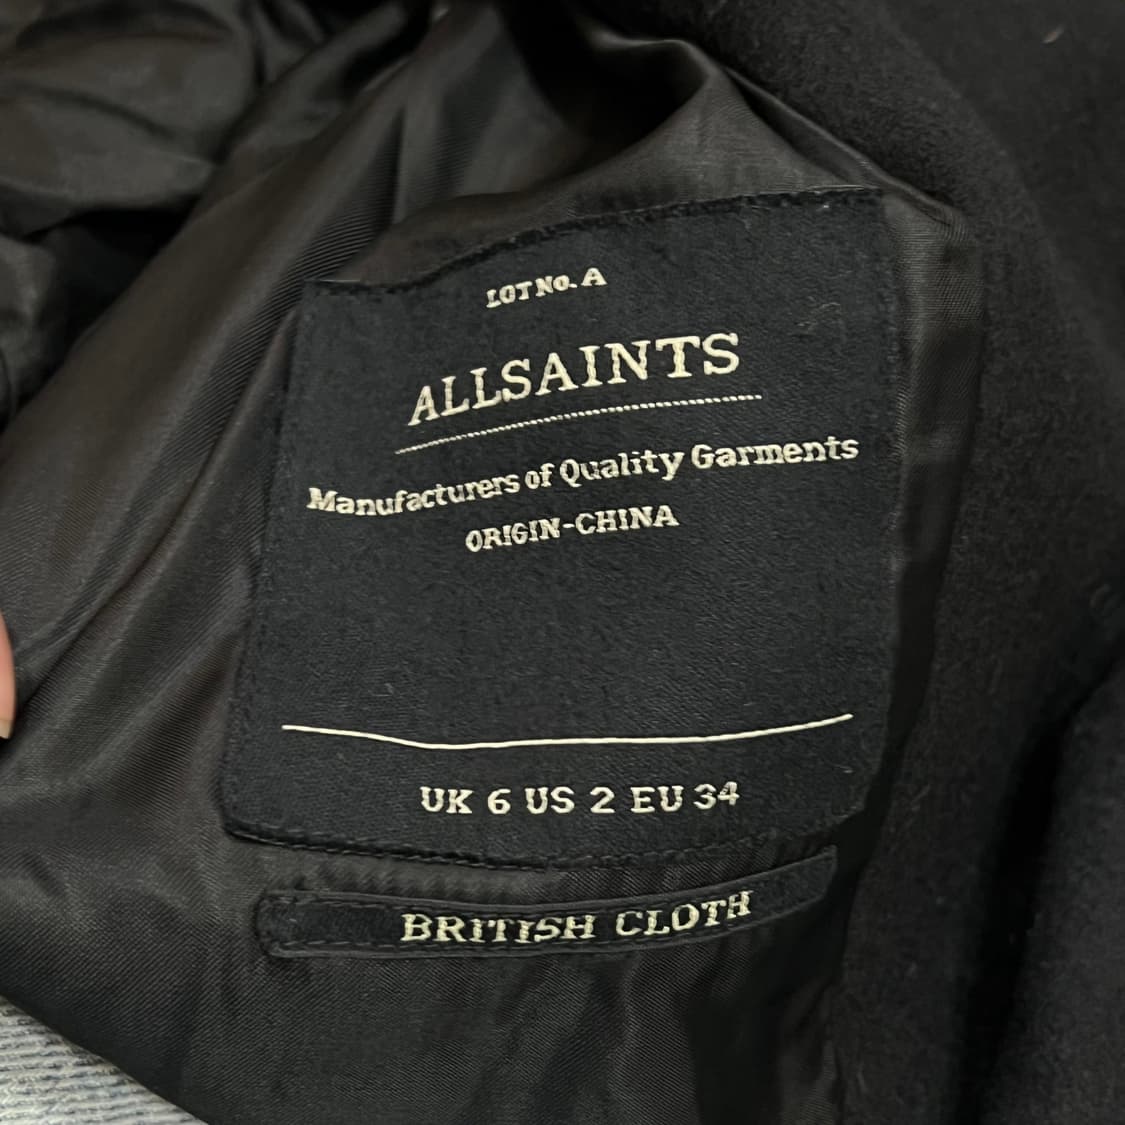 LOT No. A
ALLSAINTS
Manufacturers of Quality Garments
ORIGIN-CHINA
UK 6 US 2 EU 34
BRITISH CLOTH